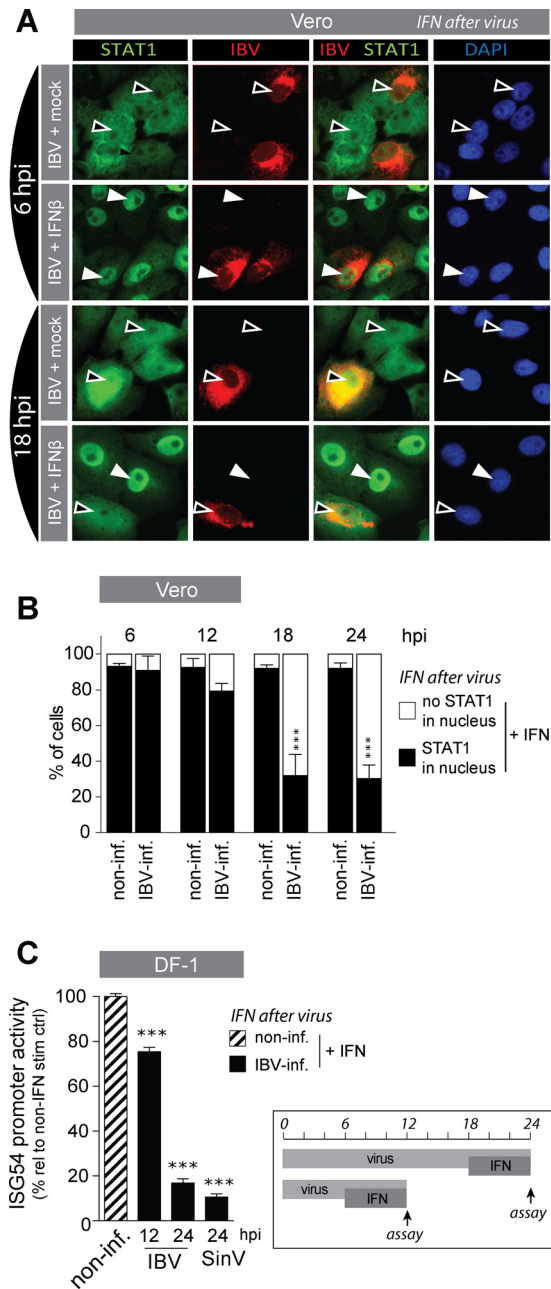 A
Vero IFN after virus
STAT1 IBV IBV STAT1 DAPI
6 hpi
IBV + mock
IBV + IFNβ
18 hpi
IBV + mock
IBV + IFNβ
B
Vero
6 12 18 24 hpi
% of cells
100
80
60
40
20
0
*** ***
non-inf. IBV-inf. non-inf. IBV-inf. non-inf. IBV-inf. non-inf. IBV-inf.
IFN after virus
no STAT1
in nucleus
STAT1
in nucleus
+ IFN
C
DF-1
ISG54 promoter activity
(% rel to non-IFN stim ctrl)
100
80
60
40
20
0
***
*** ***
non-inf. 12 24 24 hpi
IBV SinV
IFN after virus
non-inf.
IBV-inf.
+ IFN
0 6 12 18 24
virus
IFN
virus IFN
assay
assay